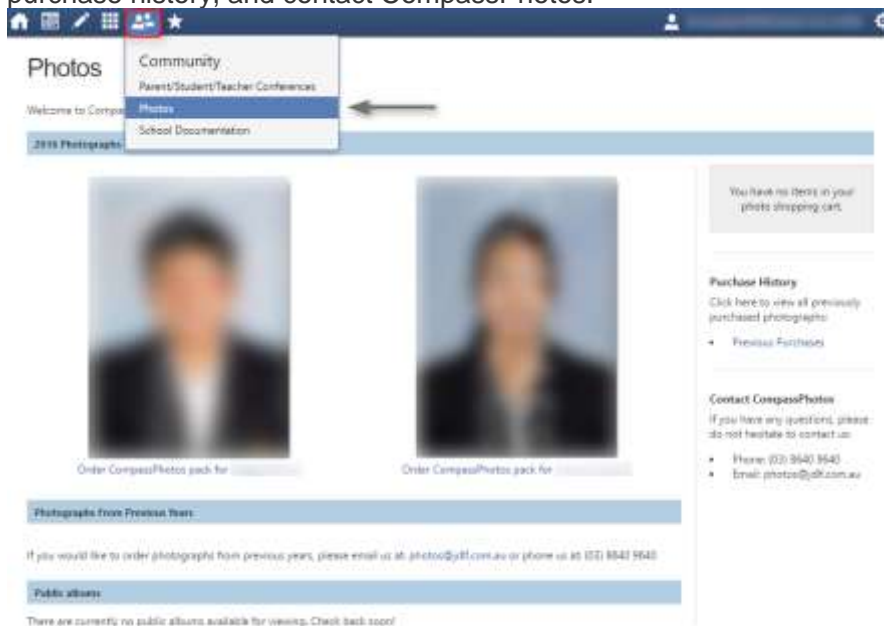 purchase history, and contact CompassPhotos.
Photos
Community
Parent/Student/Teacher Conferences
Photos
School Documentation
Welcome to Compas
2016 Photographs
You have no items in your
photo shopping cart.
Purchase History
Click here to view all previously
purchased photographs:
• Previous Purchases
Contact CompassPhotos
If you have any questions, please
do not hesitate to contact us:
• Phone: (03) 8640 9640
• Email: photos@jdlf.com.au
Order CompassPhotos pack for
Order CompassPhotos pack for
Photographs from Previous Years
If you would like to order photographs from previous years, please email us at: photos@jdlf.com.au or phone us at: (03) 8640 9640
Public albums
There are currently no public albums available for viewing. Check back soon!